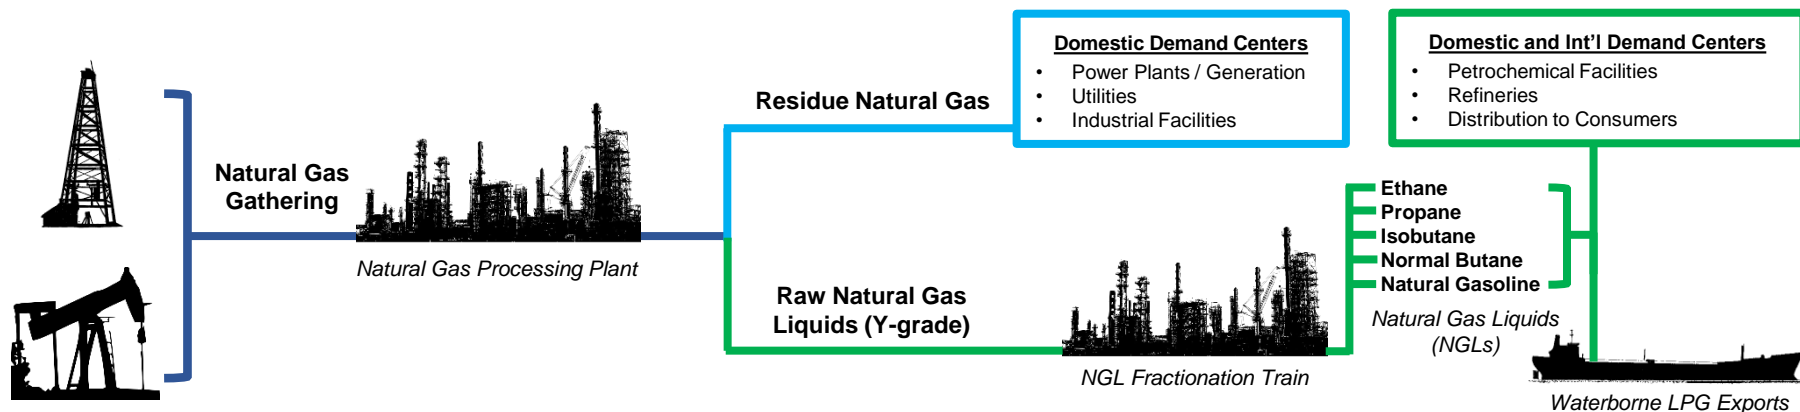 Natural Gas
Gathering
Natural Gas Processing Plant
Residue Natural Gas
Domestic Demand Centers
• Power Plants / Generation
• Utilities
• Industrial Facilities
Raw Natural Gas
Liquids (Y-grade)
NGL Fractionation Train
Domestic and Int'l Demand Centers
• Petrochemical Facilities
• Refineries
• Distribution to Consumers
Ethane
Propane
Isobutane
Normal Butane
Natural Gasoline
Natural Gas Liquids
(NGLs)
Waterborne LPG Exports